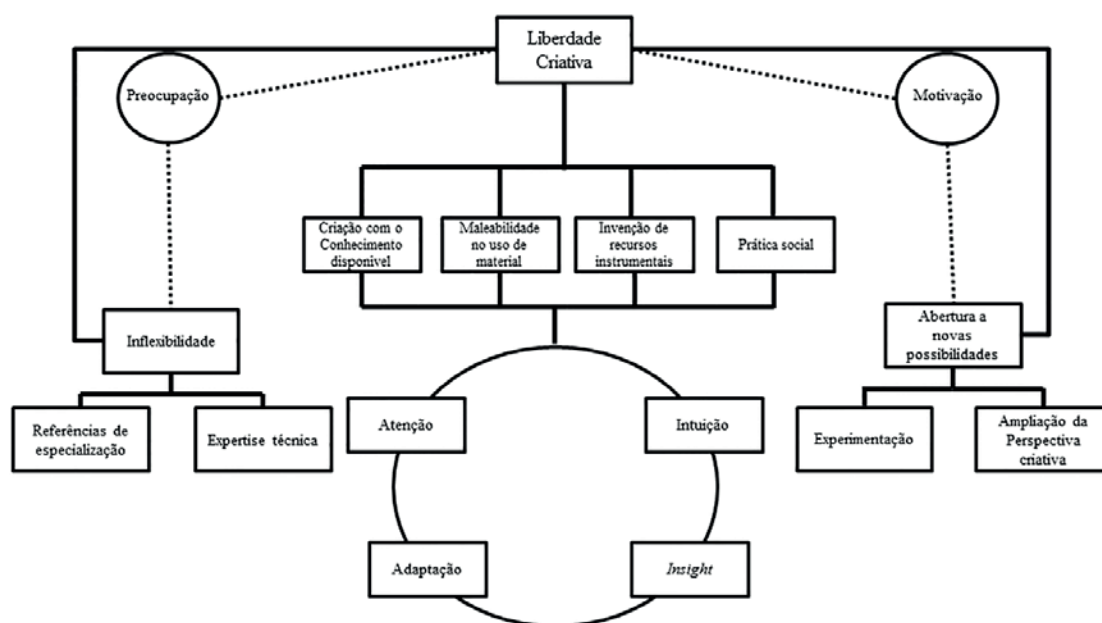 Liberdade
Criativa
Preocupação
Motivação
Criação com o
Conhecimento
disponivel
Maleabilidade
no uso de
material
Invenção de
recursos
instrumentais
Prática social
Inflexibilidade
Abertura a
novas
possibilidades
Referências de
especialização
Expertise técnica
Atenção
Intuição
Experimentação
Ampliação da
Perspectiva
criativa
Adaptação
Insight